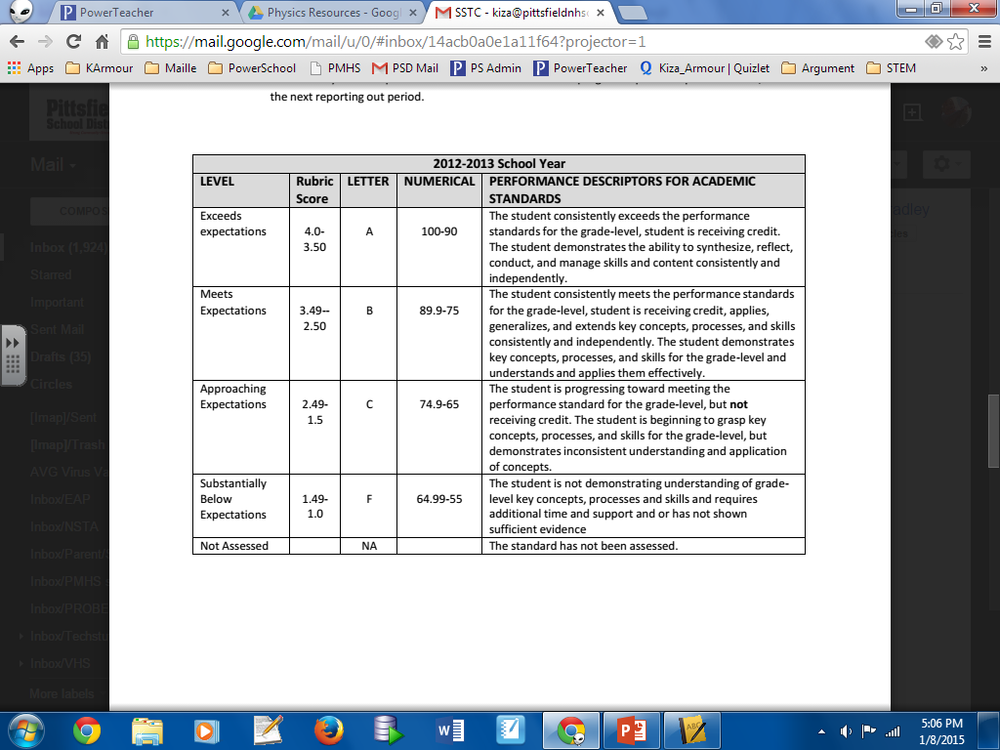 PowerTeacher
Physics Resources - Googl
SSTC - kiza@pittsfieldnhs
https://mail.google.com/mail/u/0/#inbox/14acb0a0e1a11f64?projector=1
Apps KArmour Maille PowerSchool PMHS PSD Mail PS Admin PowerTeacher Kiza_Armour | Quizlet Argument STEM »
the next reporting out period.
Pittsfie
School Distr
Mail
COMPOS
Inbox (1,924)
Starred
Important
Sent Mail
Drafts (35)
Circles
[Imap]/Sent
[Imap]/Trash
AVG Virus Va
Inbox/EAP
Inbox/NSTA
Inbox/Parent/S
Inbox/PMHS s
Inbox/PROBE
Inbox/Techstu
Inbox/VHS
More labels
2012-2013 School Year
LEVEL
Rubric
Score
LETTER
NUMERICAL
PERFORMANCE DESCRIPTORS FOR ACADEMIC
STANDARDS
Exceeds
expectations
4.0-
3.50
A
100-90
The student consistently exceeds the performance
standards for the grade-level, student is receiving credit.
The student demonstrates the ability to synthesize, reflect,
conduct, and manage skills and content consistently and
independently.
Meets
Expectations
3.49--
2.50
B
89.9-75
The student consistently meets the performance standards
for the grade-level, student is receiving credit, applies,
generalizes, and extends key concepts, processes, and skills
consistently and independently. The student demonstrates
key concepts, processes, and skills for the grade-level and
understands and applies them effectively.
Approaching
Expectations
2.49-
1.5
C
74.9-65
The student is progressing toward meeting the
performance standard for the grade-level, but not
receiving credit. The student is beginning to grasp key
concepts, processes, and skills for the grade-level, but
demonstrates inconsistent understanding and application
of concepts.
Substantially
Below
Expectations
1.49-
1.0
F
64.99-55
The student is not demonstrating understanding of grade-
level key concepts, processes and skills and requires
additional time and support and or has not shown
sufficient evidence
Not Assessed
NA
The standard has not been assessed.
adley
5:06 PM
1/8/2015